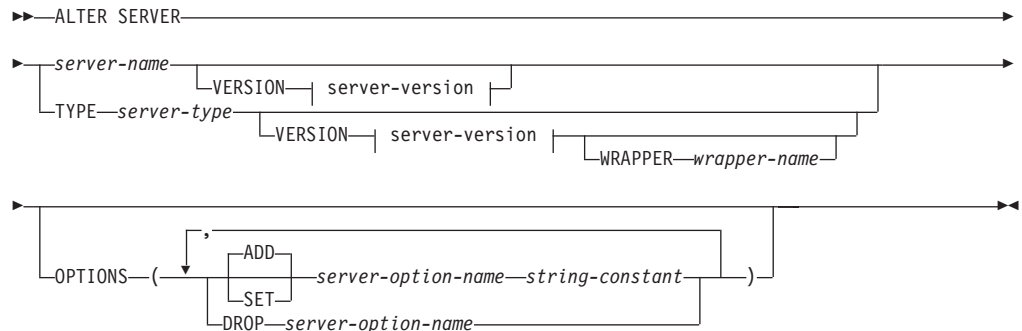 ALTER SERVER
server-name
VERSION server-version
TYPE server-type
VERSION server-version
WRAPPER wrapper-name
,
ADD
OPTIONS ( server-option-name string-constant )
SET
DROP server-option-name